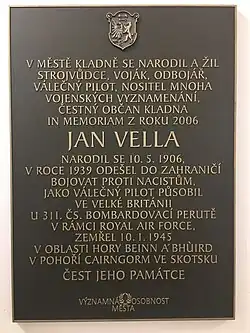 V MĚSTĚ KLADNĚ SE NARODIL A ŽIL
STROJVŮDCE, VOJÁK, ODBOJÁŘ,
VÁLEČNÝ PILOT, NOSITEL MNOHA
VOJENSKÝCH VYZNAMENÁNÍ,
ČESTNÝ OBČAN KLADNA
IN MEMORIAM Z ROKU 2006
JAN VELLA
NARODIL SE 10. 5. 1906,
V ROCE 1939 ODEŠEL DO ZAHRANIČÍ
BOJOVAT PROTI NACISTŮM,
JAKO VÁLEČNÝ PILOT PŮSOBIL
VE VELKÉ BRITÁNII
U 311. ČS. BOMBARDOVACÍ PERUTĚ
V RÁMCI ROYAL AIR FORCE,
ZEMŘEL 10. 1. 1945
V OBLASTI HORY BEINN A'BHÙIRD
V POHOŘÍ CAIRNGORM VE SKOTSKU
ČEST JEHO PAMÁTCE
VÝZNAMNÁ OSOBNOST
MĚSTA